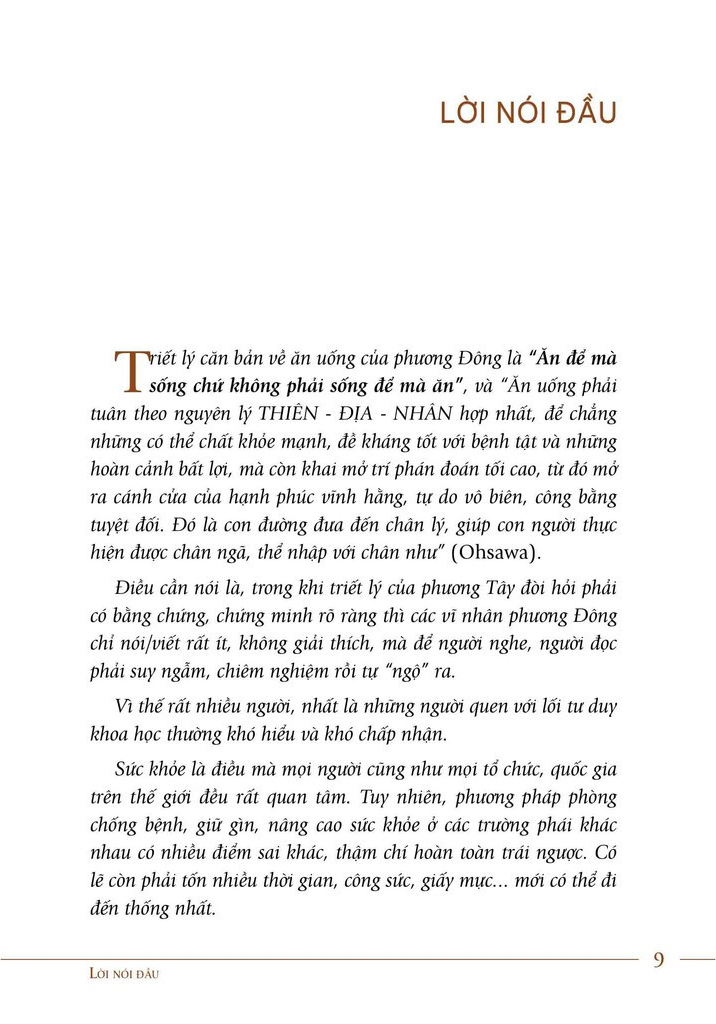 LỜI NÓI ĐẦU
Triết lý căn bản về ăn uống của phương Đông là “Ăn để mà
sống chứ không phải sống để mà ăn”, và “Ăn uống phải
tuân theo nguyên lý THIÊN - ĐỊA - NHÂN hợp nhất, để chẳng
những có thể chất khỏe mạnh, đề kháng tốt với bệnh tật và những
hoàn cảnh bất lợi, mà còn khai mở trí phán đoán tối cao, từ đó mở
ra cánh cửa của hạnh phúc vĩnh hằng, tự do vô biên, công bằng
tuyệt đối. Đó là con đường đưa đến chân lý, giúp con người thực
hiện được chân ngã, thể nhập với chân như” (Ohsawa).
Điều cần nói là, trong khi triết lý của phương Tây đòi hỏi phải
có bằng chứng, chứng minh rõ ràng thì các vĩ nhân phương Đông
chỉ nói/viết rất ít, không giải thích, mà để người nghe, người đọc
phải suy ngẫm, chiêm nghiệm rồi tự “ngộ” ra.
Vì thế rất nhiều người, nhất là những người quen với lối tư duy
khoa học thường khó hiểu và khó chấp nhận.
Sức khỏe là điều mà mọi người cũng như mọi tổ chức, quốc gia
trên thế giới đều rất quan tâm. Tuy nhiên, phương pháp phòng
chống bệnh, giữ gìn, nâng cao sức khỏe ở các trường phái khác
nhau có nhiều điểm sai khác, thậm chí hoàn toàn trái ngược. Có
lẽ còn phải tốn nhiều thời gian, công sức, giấy mực... mới có thể đi
đến thống nhất.
9
LỜI NÓI ĐẦU